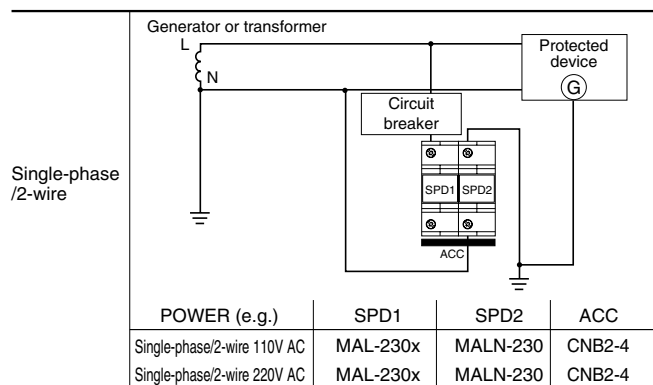 Generator or transformer
L
N
Protected
device
G
Circuit
breaker
Single-phase
/2-wire
SPD1 SPD2
ACC
POWER (e.g.) SPD1 SPD2 ACC
Single-phase/2-wire 110V AC MAL-230x MALN-230 CNB2-4
Single-phase/2-wire 220V AC MAL-230x MALN-230 CNB2-4